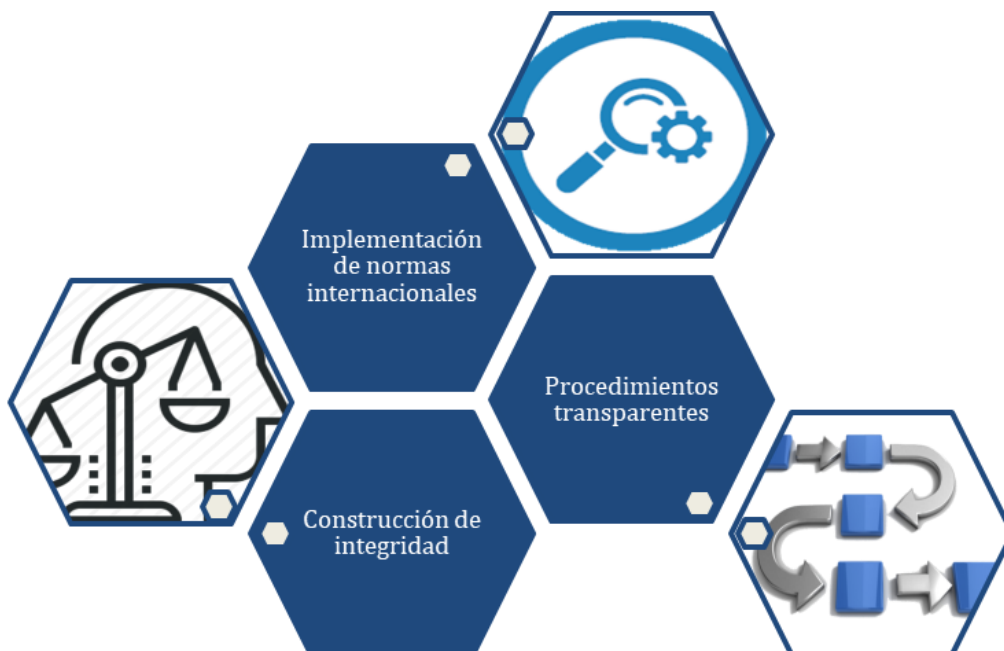 Implementación
de normas
internacionales
Procedimientos
transparentes
Construcción de
integridad